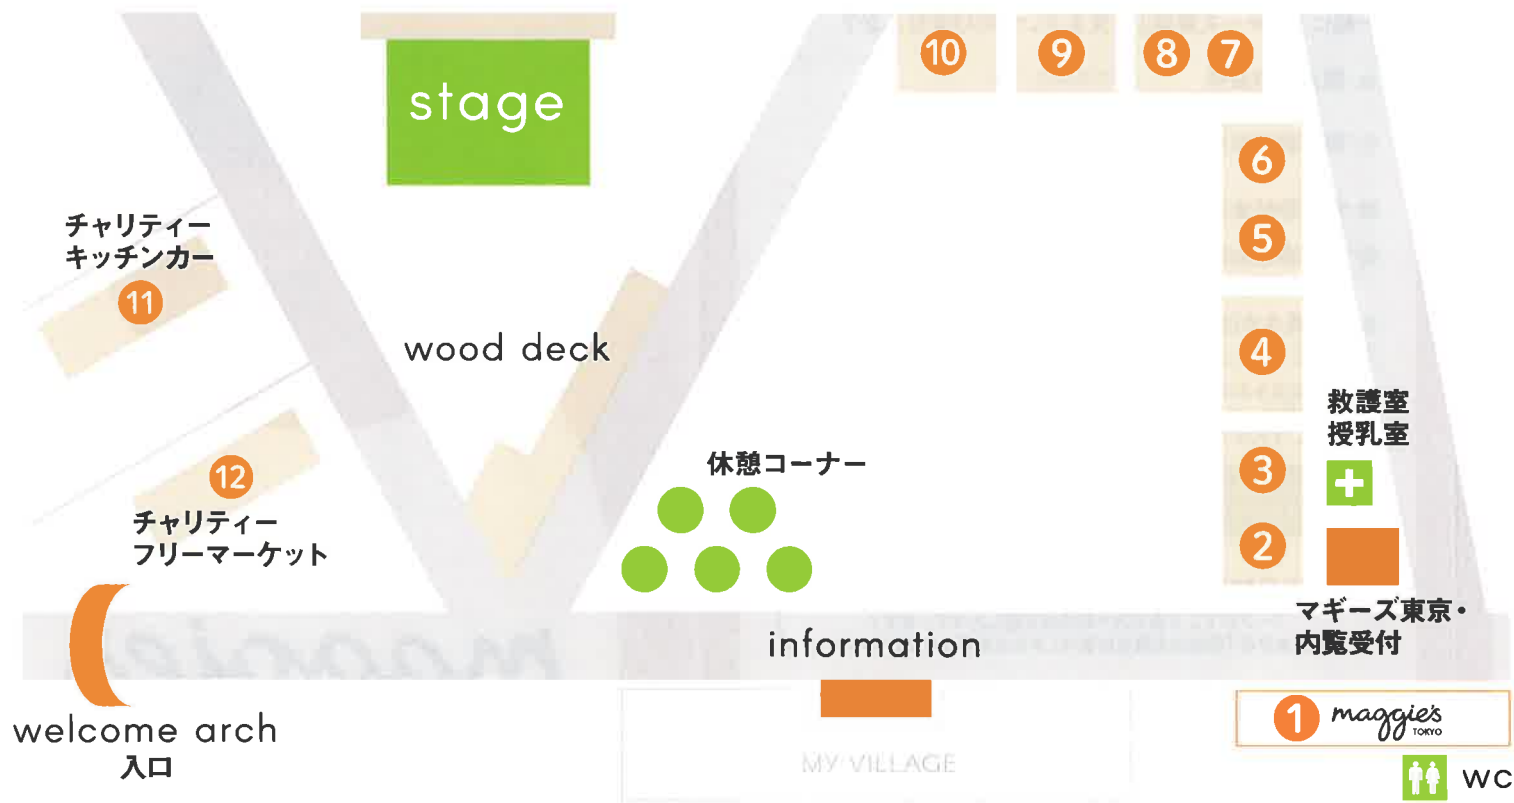 stage
10
9
8
7
6
5
4
3
2
チャリティー
キッチンカー
11
wood deck
救護室
授乳室
休憩コーナー
12
チャリティー
フリーマーケット
information
マギーズ東京・
内覧受付
welcome arch
入口
1 maggie's
TOKYO
MY VILLAGE
WC